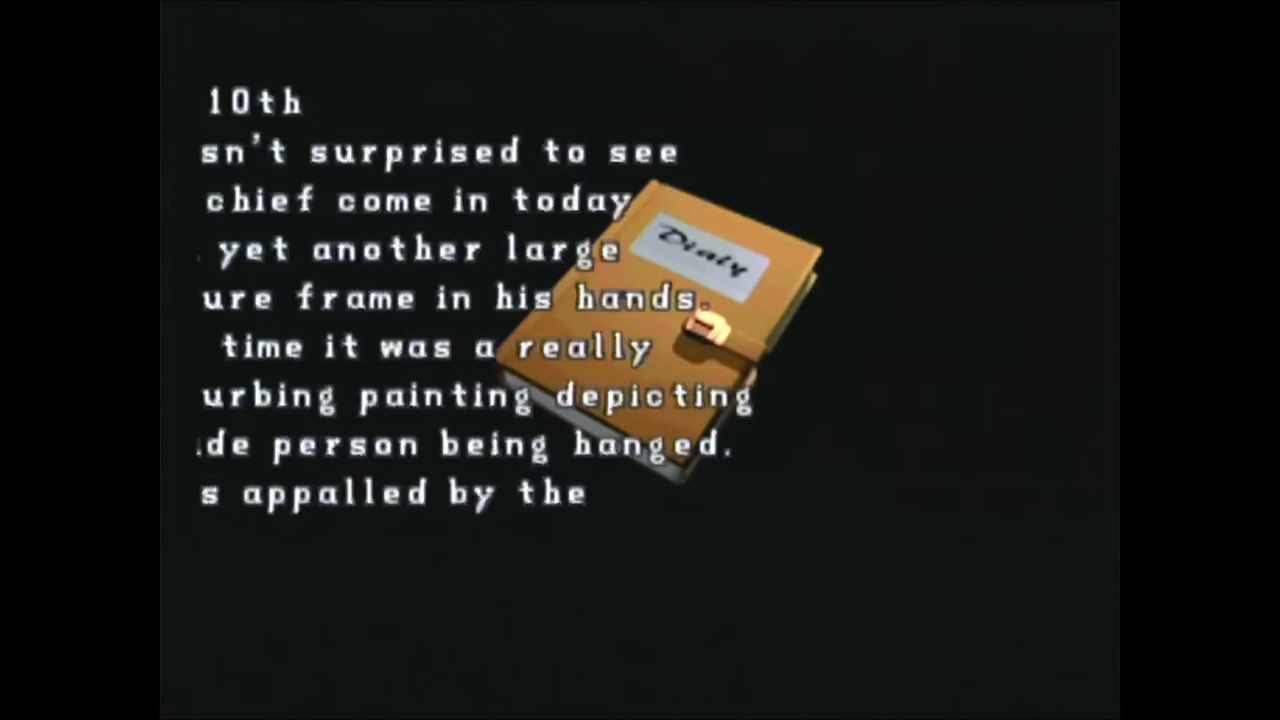 10th
sn't surprised to see
chief come in today
yet another large
ure frame in his hands.
time it was a really
urbing painting depicting
de person being hanged.
s appalled by the
Diary